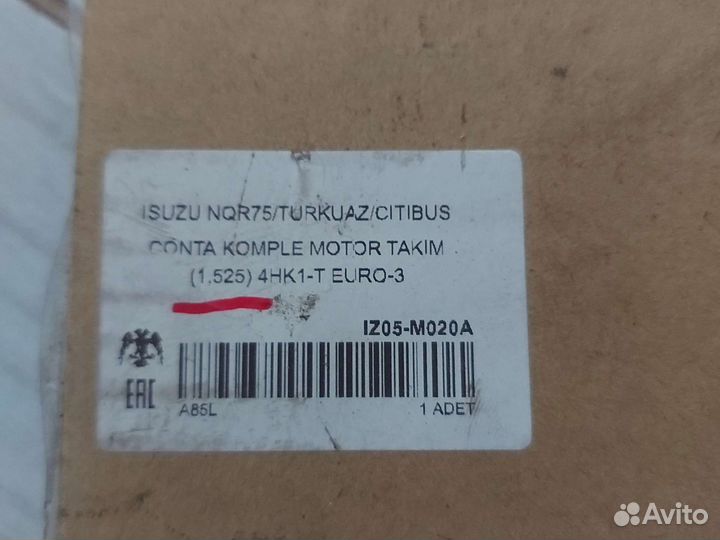 ISUZU NQR75/TURKUAZ/CITIBUS
CONTA KOMPLE MOTOR TAKIM
(1.525) 4HK1-T EURO-3
IZ05-M020A
EAC
A85L 1 ADET
Avito